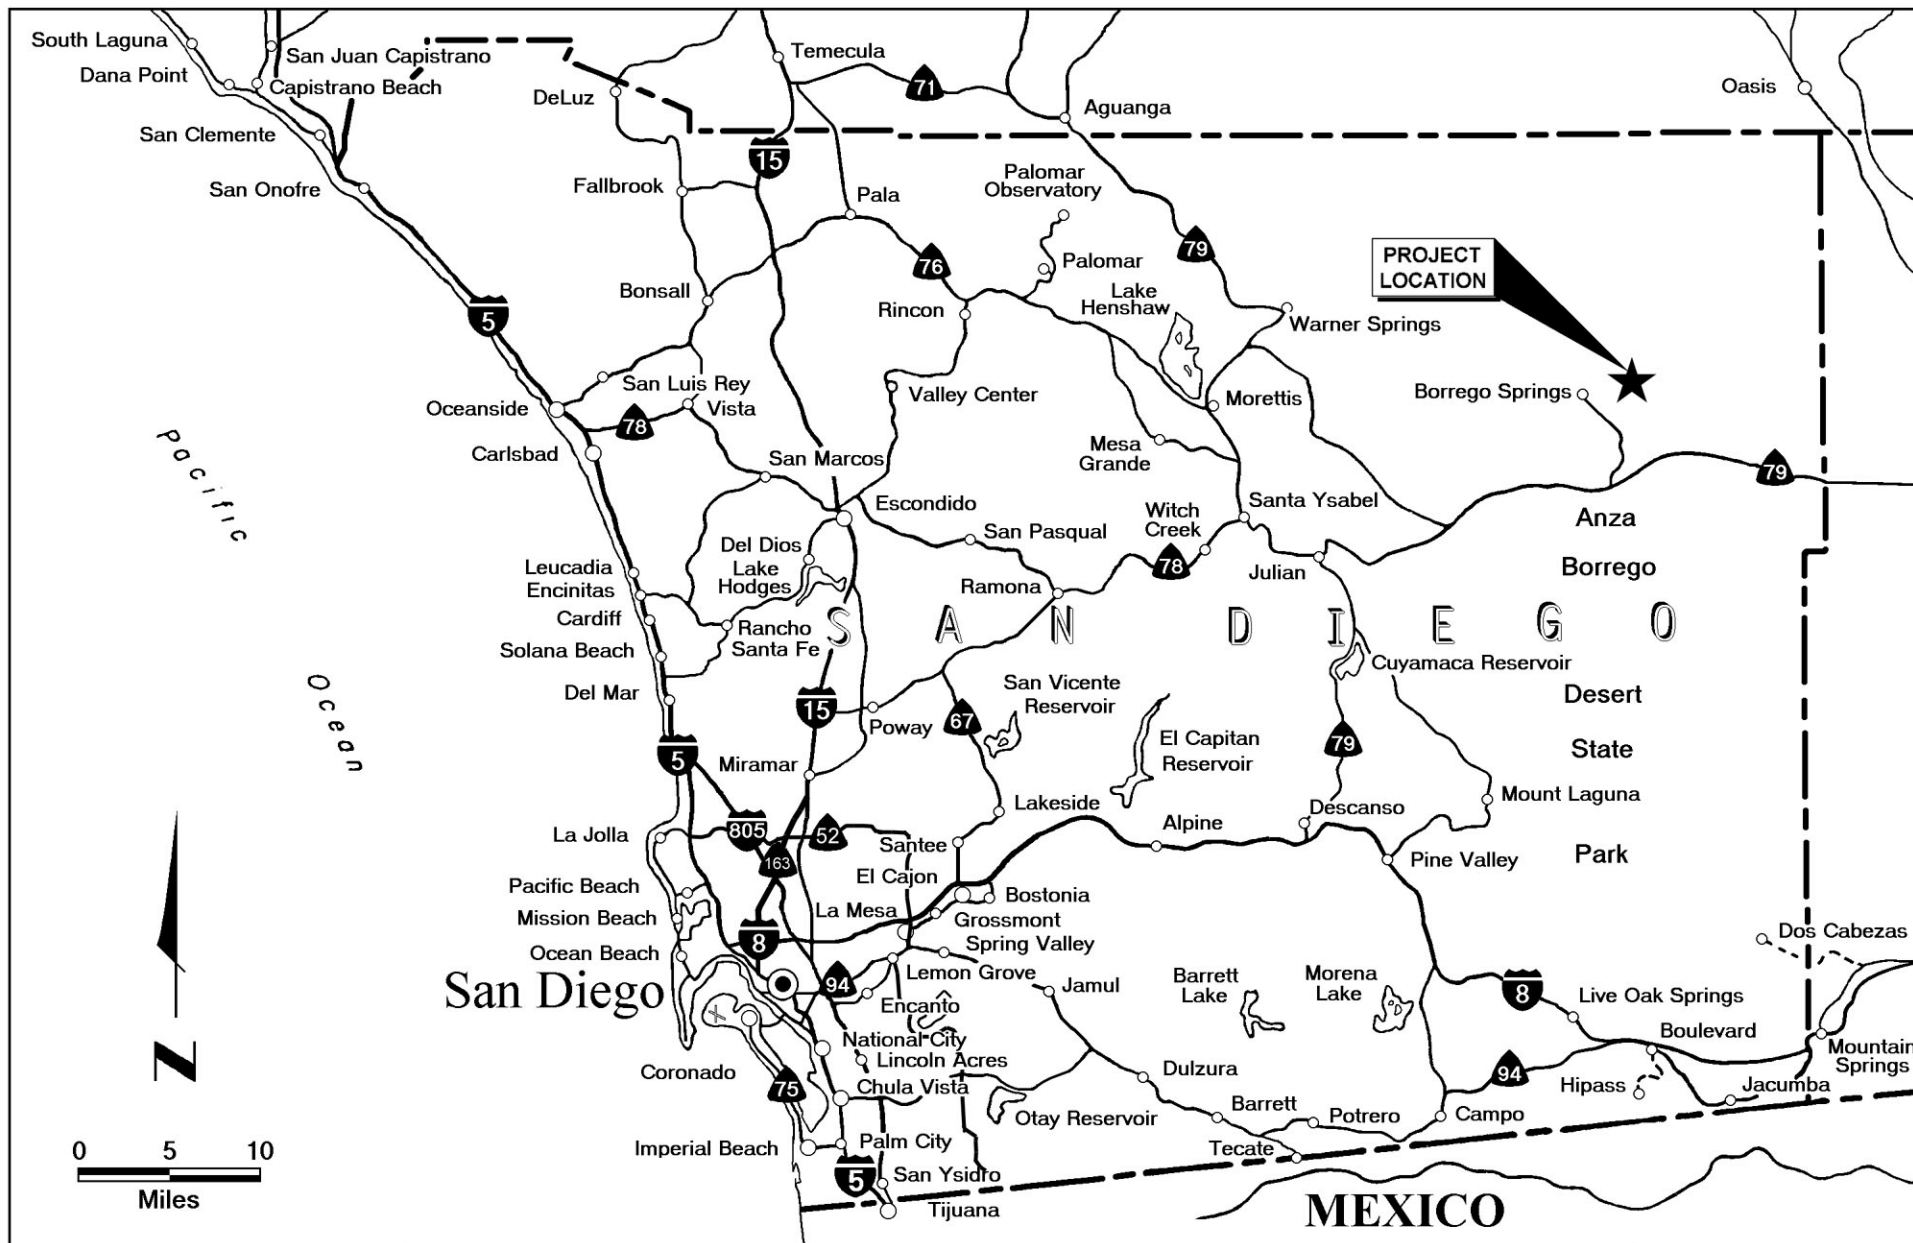 South Laguna
San Juan Capistrano
Dana Point
Capistrano Beach
San Clemente
San Onofre
DeLuz
Temecula
71
Aguanga
Oasis
15
Fallbrook
Pala
Palomar
Observatory
79
76
Palomar
PROJECT
LOCATION
Bonsall
Rincon
Lake
Henshaw
Warner Springs
5
San Luis Rey
Oceanside
Vista
78
Valley Center
Morettis
Borrego Springs
Carlsbad
San Marcos
Mesa
Grande
79
Pacific
Ocean
Escondido
Witch
Creek
Santa Ysabel
San Pasqual
Anza
Borrego
Desert
State
Park
Del Dios
Lake
Hodges
Leucadia
Encinitas
Cardiff
Ramona
78
Julian
SAN DIEGO
Rancho
Santa Fe
Solana Beach
Cuyamaca Reservoir
Del Mar
15
Poway
67
San Vicente
Reservoir
El Capitan
Reservoir
79
5
Miramar
Lakeside
Descanso
Mount Laguna
La Jolla
805
52
163
Santee
Alpine
Pine Valley
El Cajon
Pacific Beach
Bostonia
La Mesa
Grossmont
Mission Beach
8
Spring Valley
Dos Cabezas
Ocean Beach
San Diego
94
Lemon Grove
Jamul
Barrett
Lake
Morena
Lake
8
Live Oak Springs
Encanto
Boulevard
National City
Lincoln Acres
Mountain
Springs
N
Coronado
75
Chula Vista
Dulzura
94
Hipass
Jacumba
Otay Reservoir
Barrett
Potrero
Campo
Imperial Beach
Palm City
Tecate
0 5 10
Miles
5
San Ysidro
Tijuana
MEXICO